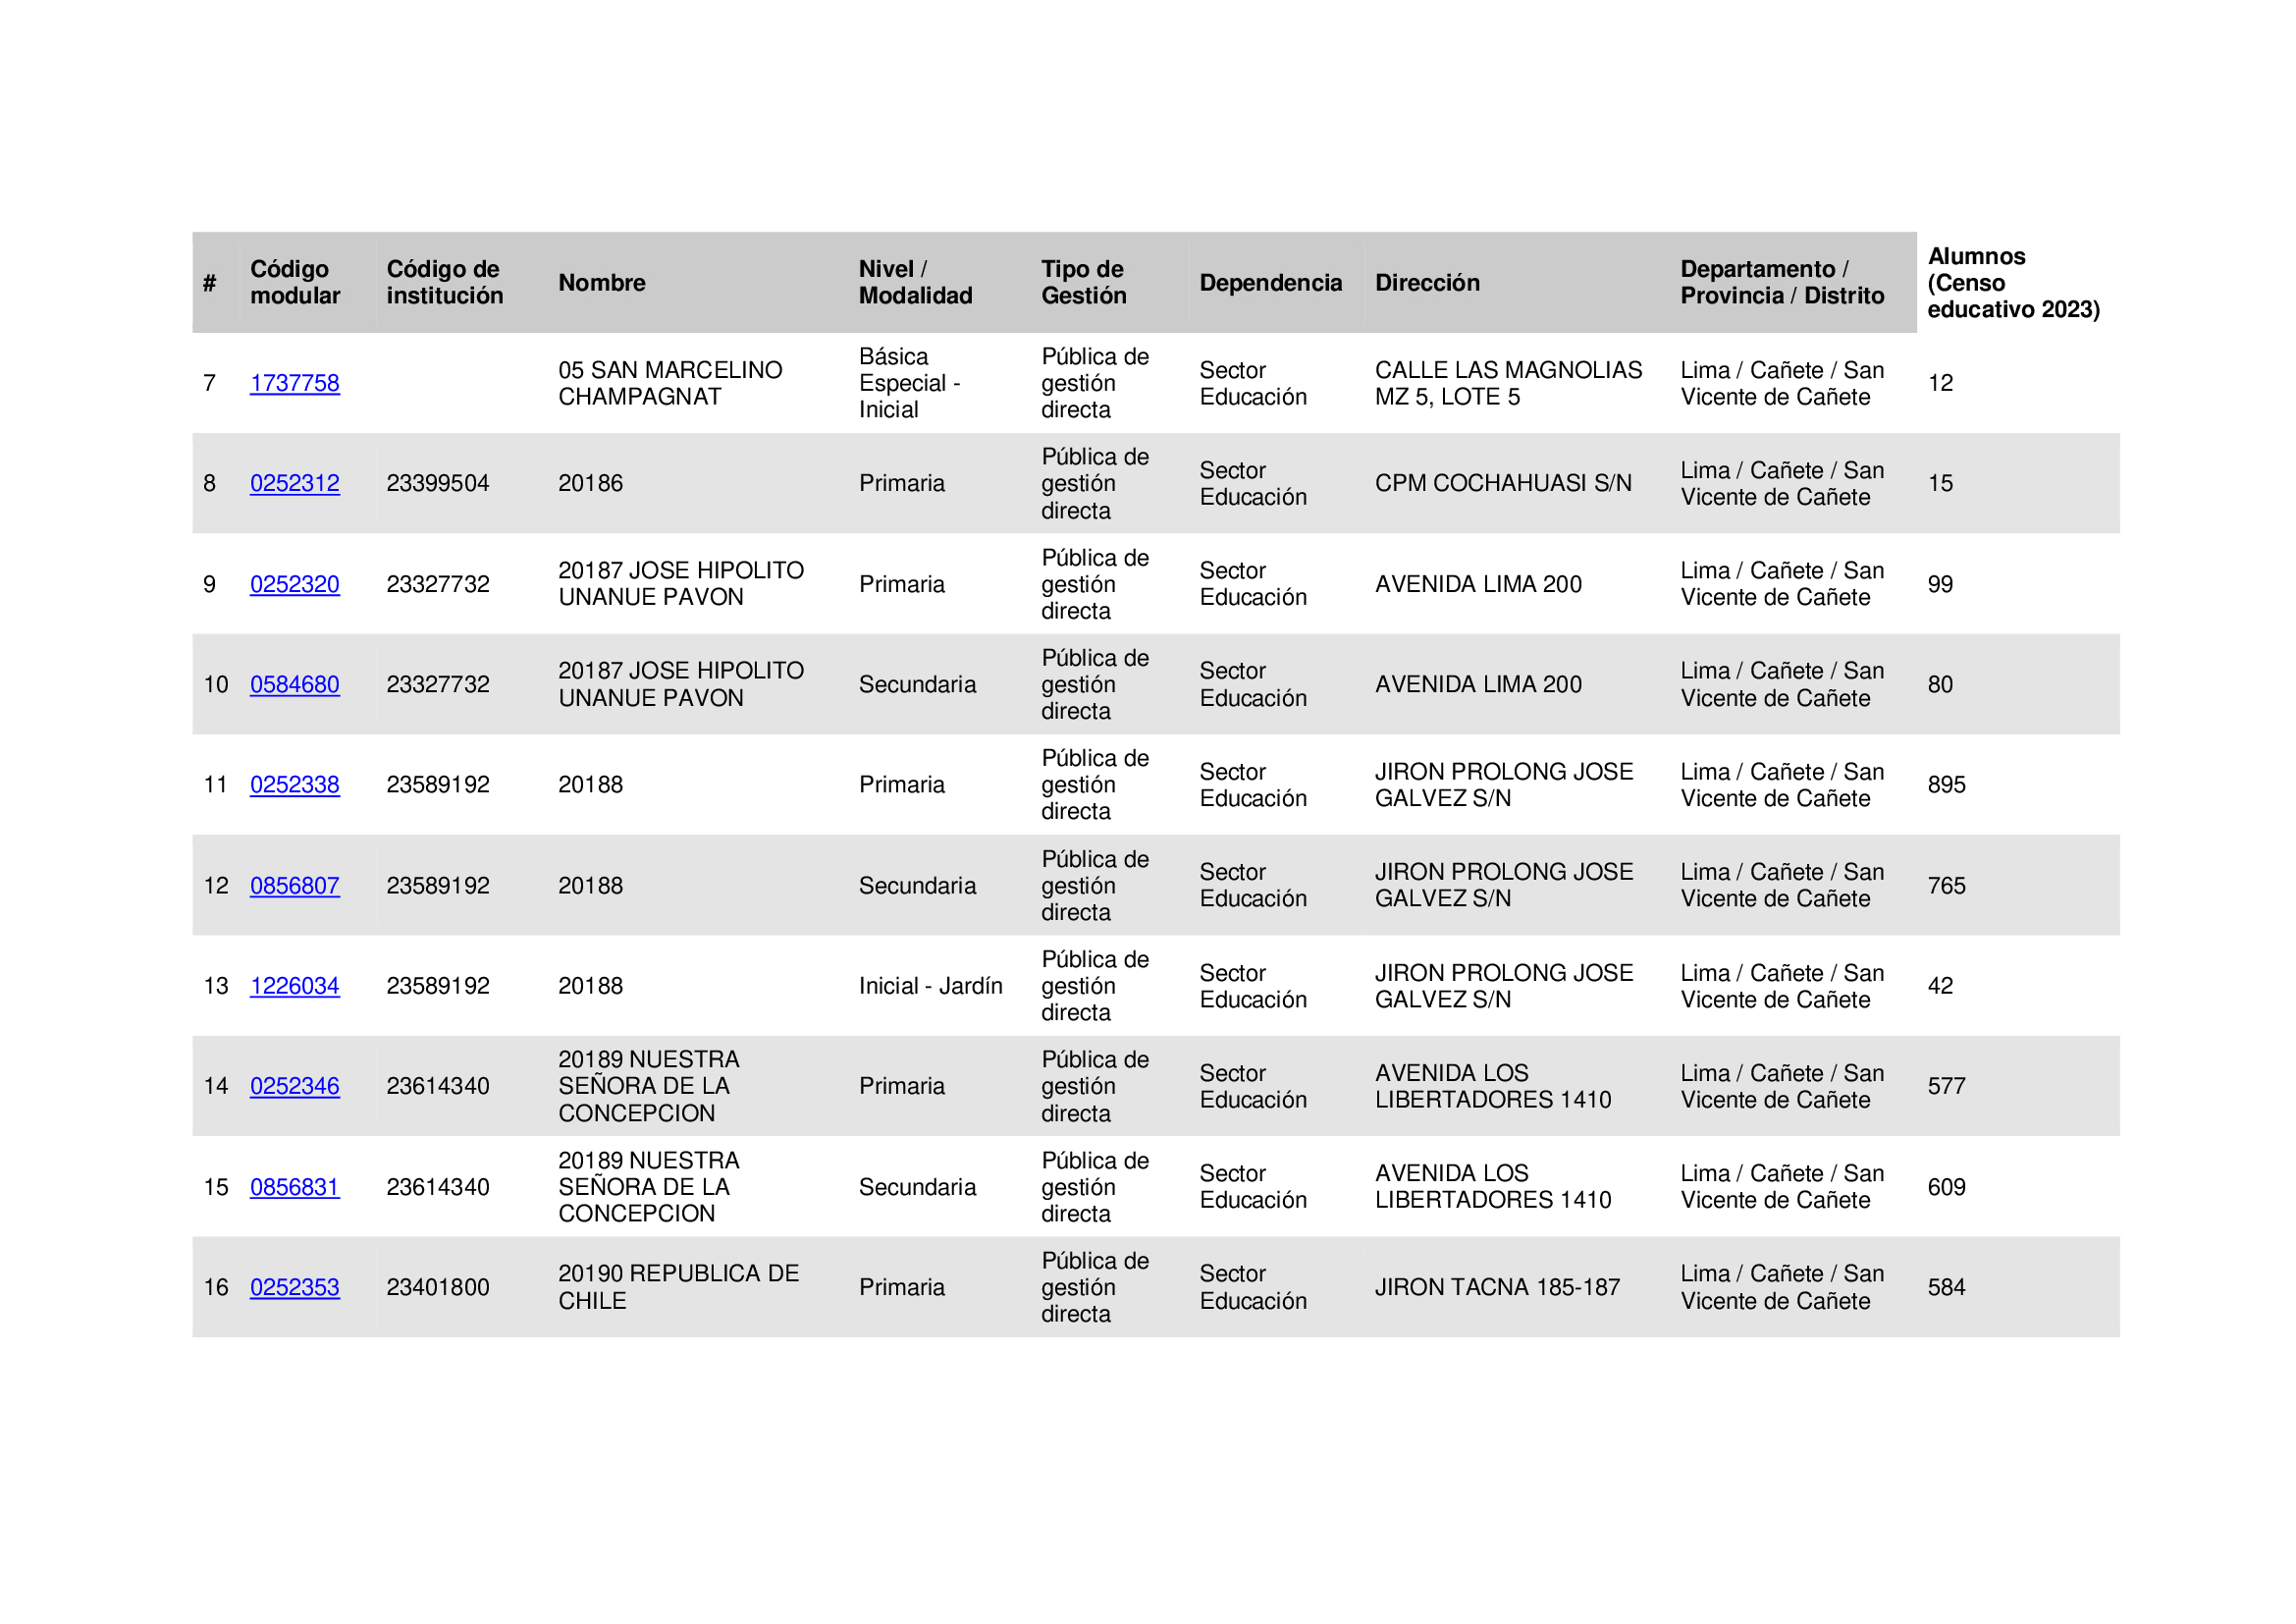 # Código modular Código de institución Nombre Nivel / Modalidad Tipo de Gestión Dependencia Dirección Departamento / Provincia / Distrito Alumnos (Censo educativo 2023)
7 1737758 05 SAN MARCELINO CHAMPAGNAT Básica Especial - Inicial Pública de gestión directa Sector Educación CALLE LAS MAGNOLIAS MZ 5, LOTE 5 Lima / Cañete / San Vicente de Cañete 12
8 0252312 23399504 20186 Primaria Pública de gestión directa Sector Educación CPM COCHAHUASI S/N Lima / Cañete / San Vicente de Cañete 15
9 0252320 23327732 20187 JOSE HIPOLITO UNANUE PAVON Primaria Pública de gestión directa Sector Educación AVENIDA LIMA 200 Lima / Cañete / San Vicente de Cañete 99
10 0584680 23327732 20187 JOSE HIPOLITO UNANUE PAVON Secundaria Pública de gestión directa Sector Educación AVENIDA LIMA 200 Lima / Cañete / San Vicente de Cañete 80
11 0252338 23589192 20188 Primaria Pública de gestión directa Sector Educación JIRON PROLONG JOSE GALVEZ S/N Lima / Cañete / San Vicente de Cañete 895
12 0856807 23589192 20188 Secundaria Pública de gestión directa Sector Educación JIRON PROLONG JOSE GALVEZ S/N Lima / Cañete / San Vicente de Cañete 765
13 1226034 23589192 20188 Inicial - Jardín Pública de gestión directa Sector Educación JIRON PROLONG JOSE GALVEZ S/N Lima / Cañete / San Vicente de Cañete 42
14 0252346 23614340 20189 NUESTRA SEÑORA DE LA CONCEPCION Primaria Pública de gestión directa Sector Educación AVENIDA LOS LIBERTADORES 1410 Lima / Cañete / San Vicente de Cañete 577
15 0856831 23614340 20189 NUESTRA SEÑORA DE LA CONCEPCION Secundaria Pública de gestión directa Sector Educación AVENIDA LOS LIBERTADORES 1410 Lima / Cañete / San Vicente de Cañete 609
16 0252353 23401800 20190 REPUBLICA DE CHILE Primaria Pública de gestión directa Sector Educación JIRON TACNA 185-187 Lima / Cañete / San Vicente de Cañete 584